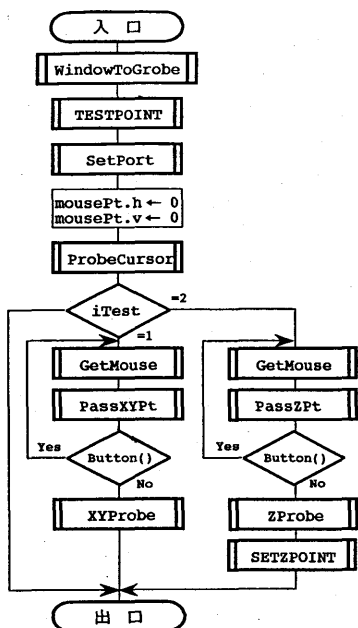 入 口
WindowToGrobe
TESTPOINT
SetPort
mousePt.h ← 0
mousePt.v ← 0
ProbeCursor
iTest
=2
=1
GetMouse
GetMouse
PassXYPt
PassZPt
Yes
Button()
Yes
Button()
No
No
XYProbe
ZProbe
SETZPOINT
出 口